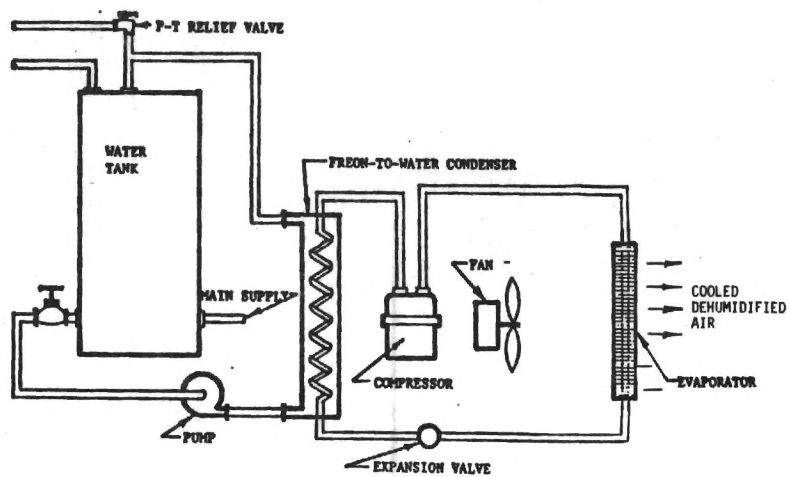 P-T RELIEF VALVE
WATER
TANK
FREON-TO-WATER CONDENSER
FAN
MAIN SUPPLY
COOLED
DEHUMIDIFIED
AIR
COMPRESSOR
EVAPORATOR
PUMP
EXPANSION VALVE